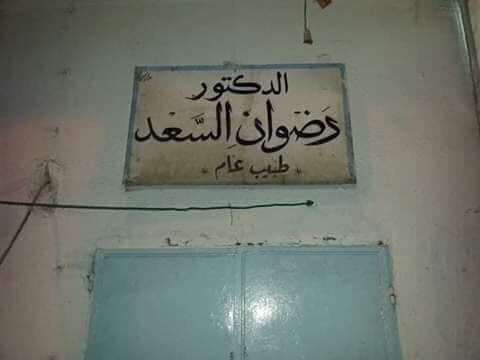 الدكتور
رضوان السَّعد
طبيب عام